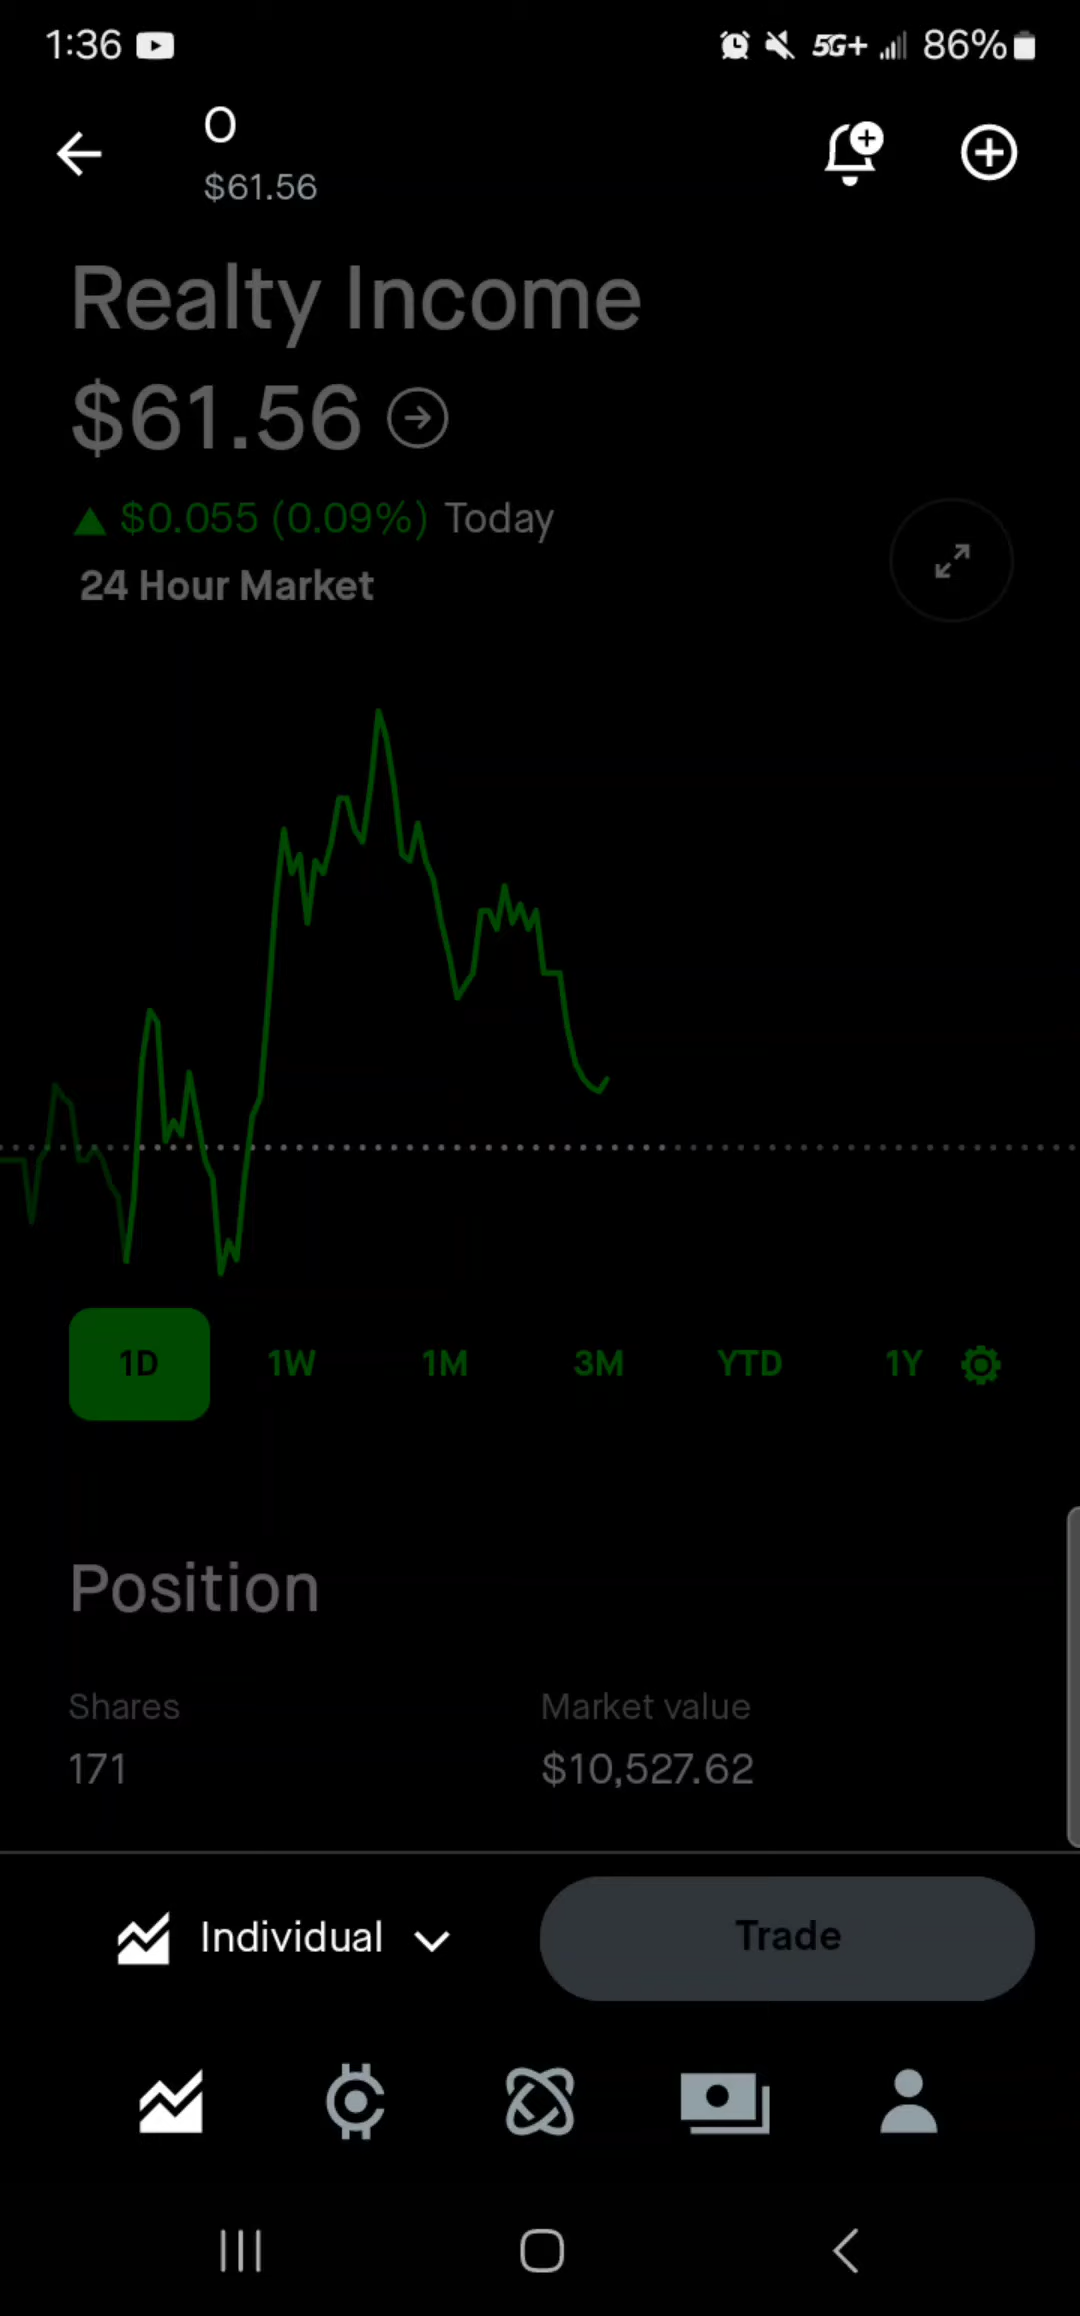 1:36 5G+ 86%
O
$61.56
Realty Income
$61.56
$0.055 (0.09%) Today
24 Hour Market
1D 1W 1M 3M YTD 1Y
Position
Shares Market value
171 $10,527.62
Individual Trade